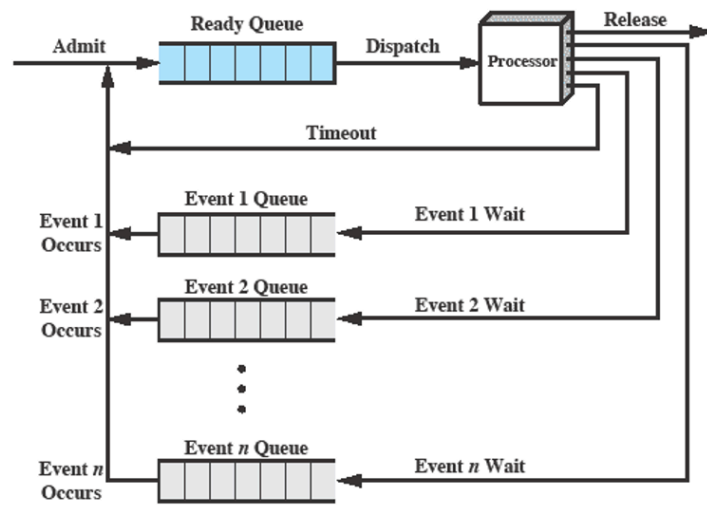 Ready Queue
Release
Admit
Dispatch
Processor
Timeout
Event 1 Queue
Event 1
Occurs
Event 1 Wait
Event 2 Queue
Event 2
Occurs
Event 2 Wait
Event n Queue
Event n
Occurs
Event n Wait